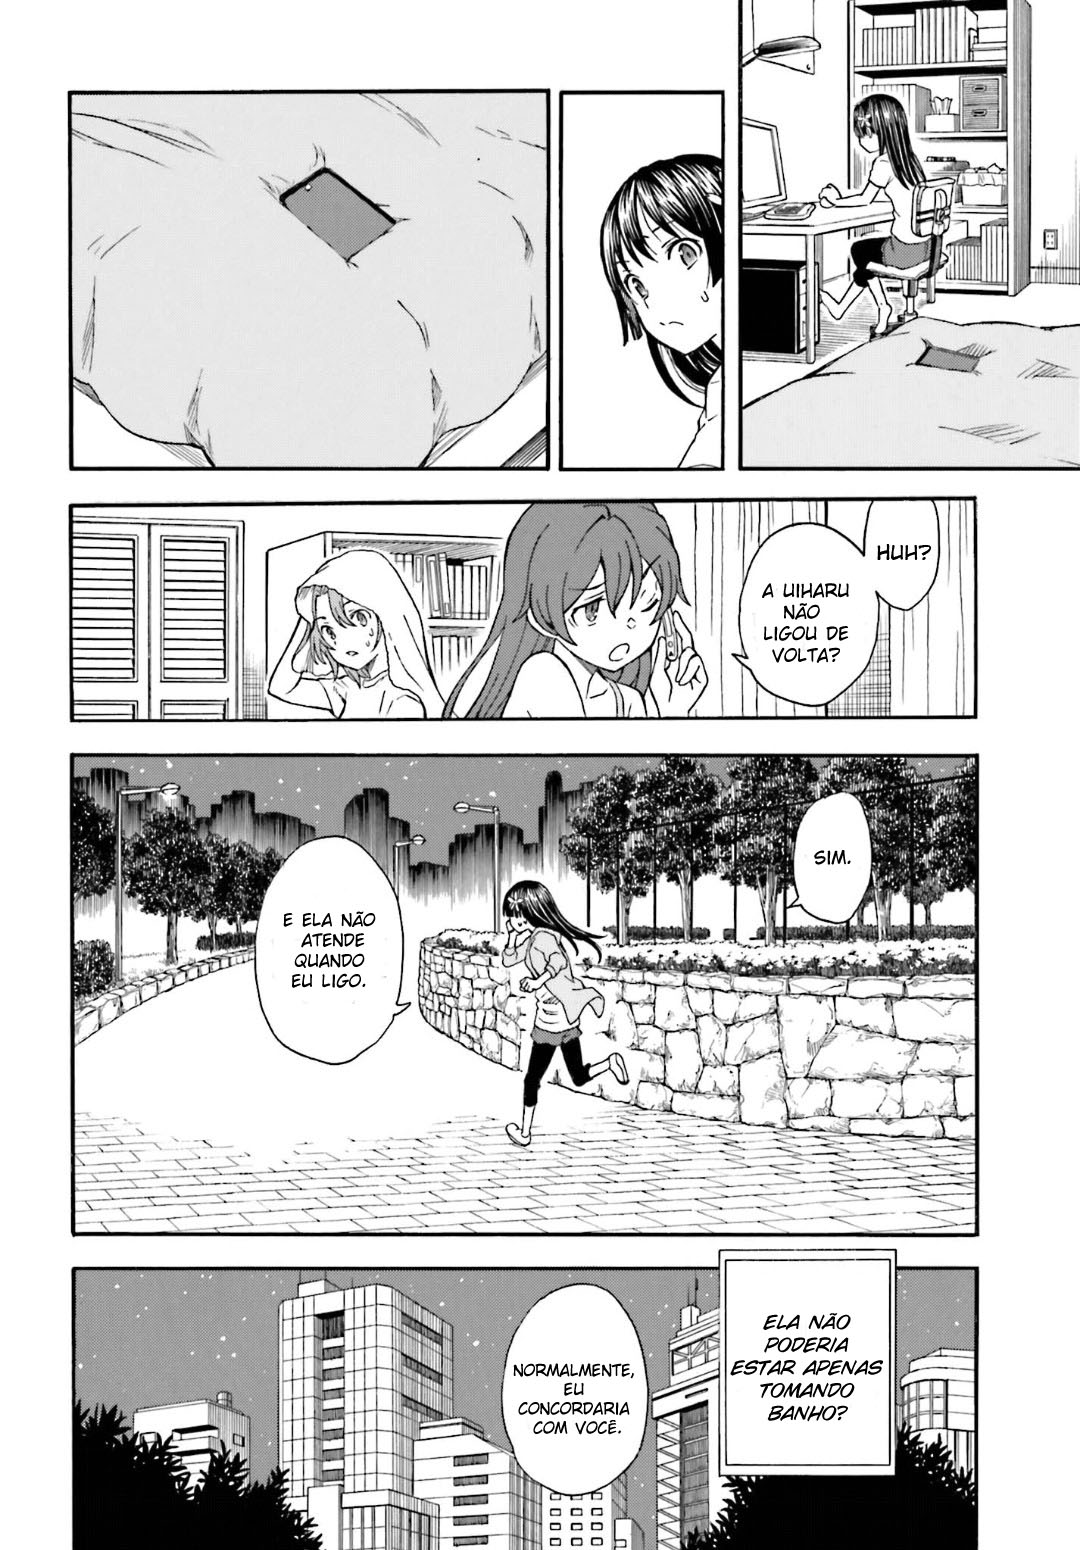 HUH?
A UIHARU
NÃO
LIGOU DE
VOLTA?
SIM.
E ELA NÃO
ATENDE
QUANDO
EU LIGO.
ELA NÃO
PODERIA
ESTAR APENAS
TOMANDO
BANHO?
NORMALMENTE,
EU
CONCORDARIA
COM VOCÊ.